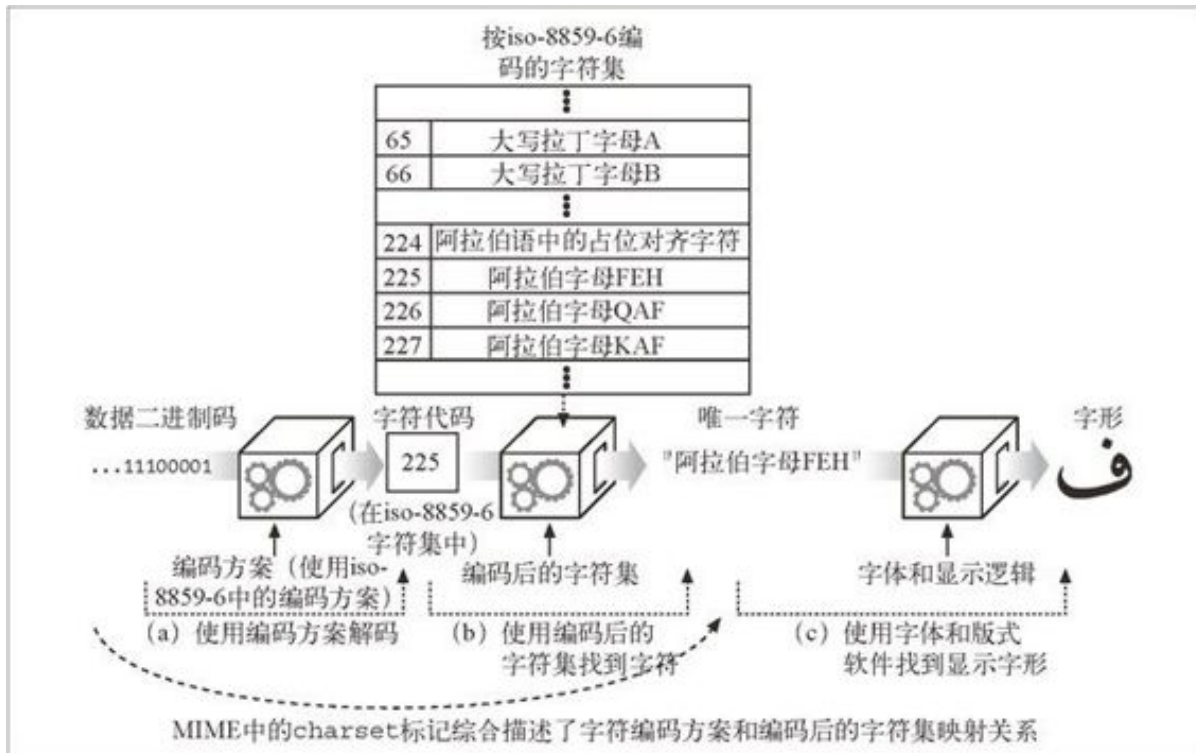 按iso-8859-6编
码的字符集
65 大写拉丁字母A
66 大写拉丁字母B
224 阿拉伯语中的占位对齐字符
225 阿拉伯字母FEH
226 阿拉伯字母QAF
227 阿拉伯字母KAF
数据二进制码 字符代码 唯一字符 字形
...11100001 225 "阿拉伯字母FEH" ف
(在iso-8859-6
字符集中)
编码方案（使用iso-
8859-6中的编码方案）
编码后的字符集
字体和显示逻辑
（a）使用编码方案解码
（b）使用编码后的
字符集找到字符
（c）使用字体和版式
软件找到显示字形
MIME中的charset标记综合描述了字符编码方案和编码后的字符集映射关系